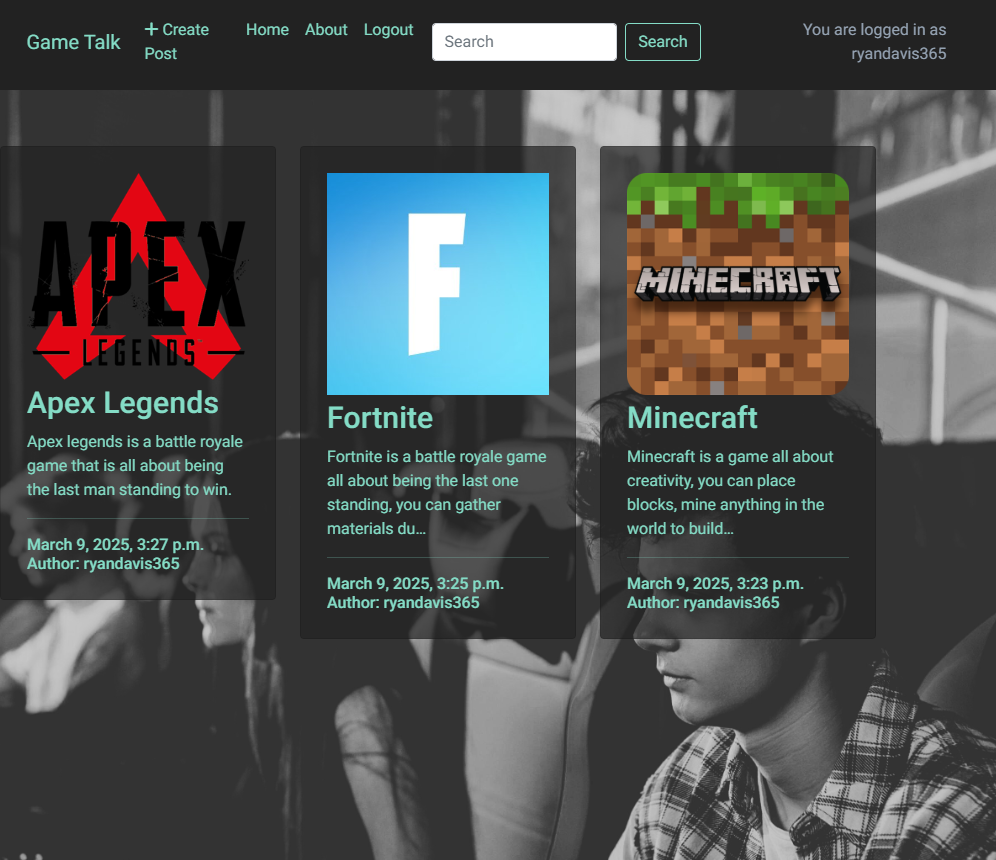 Game Talk
+ Create Post
Home
About
Logout
Search
Search
You are logged in as
ryandavis365
APEX
LEGENDS
Apex Legends
Apex legends is a battle royale
game that is all about being
the last man standing to win.
March 9, 2025, 3:27 p.m.
Author: ryandavis365
F
Fortnite
Fortnite is a battle royale game
all about being the last one
standing, you can gather
materials du...
March 9, 2025, 3:25 p.m.
Author: ryandavis365
MINECRAFT
Minecraft
Minecraft is a game all about
creativity, you can place
blocks, mine anything in the
world to build...
March 9, 2025, 3:23 p.m.
Author: ryandavis365